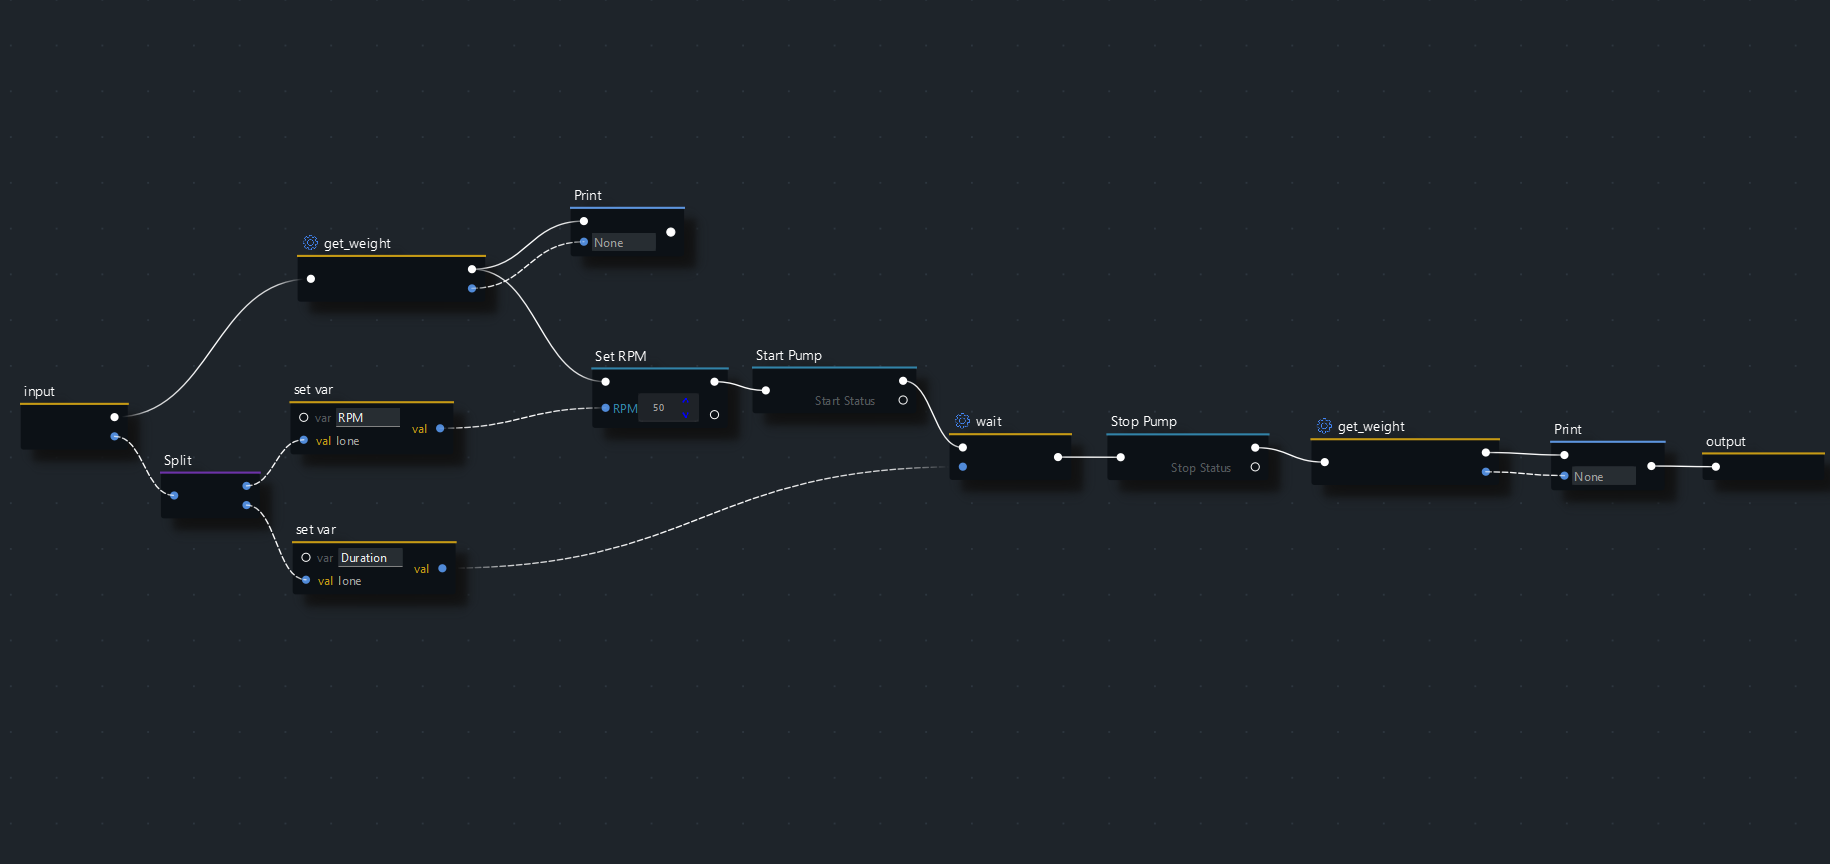 Print
None
get_weight
Set RPM
RPM 50
Start Pump
Start Status
input
set var
var RPM
val lone
val
Split
set var
var Duration
val lone
val
wait
Stop Pump
Stop Status
get_weight
Print
None
output